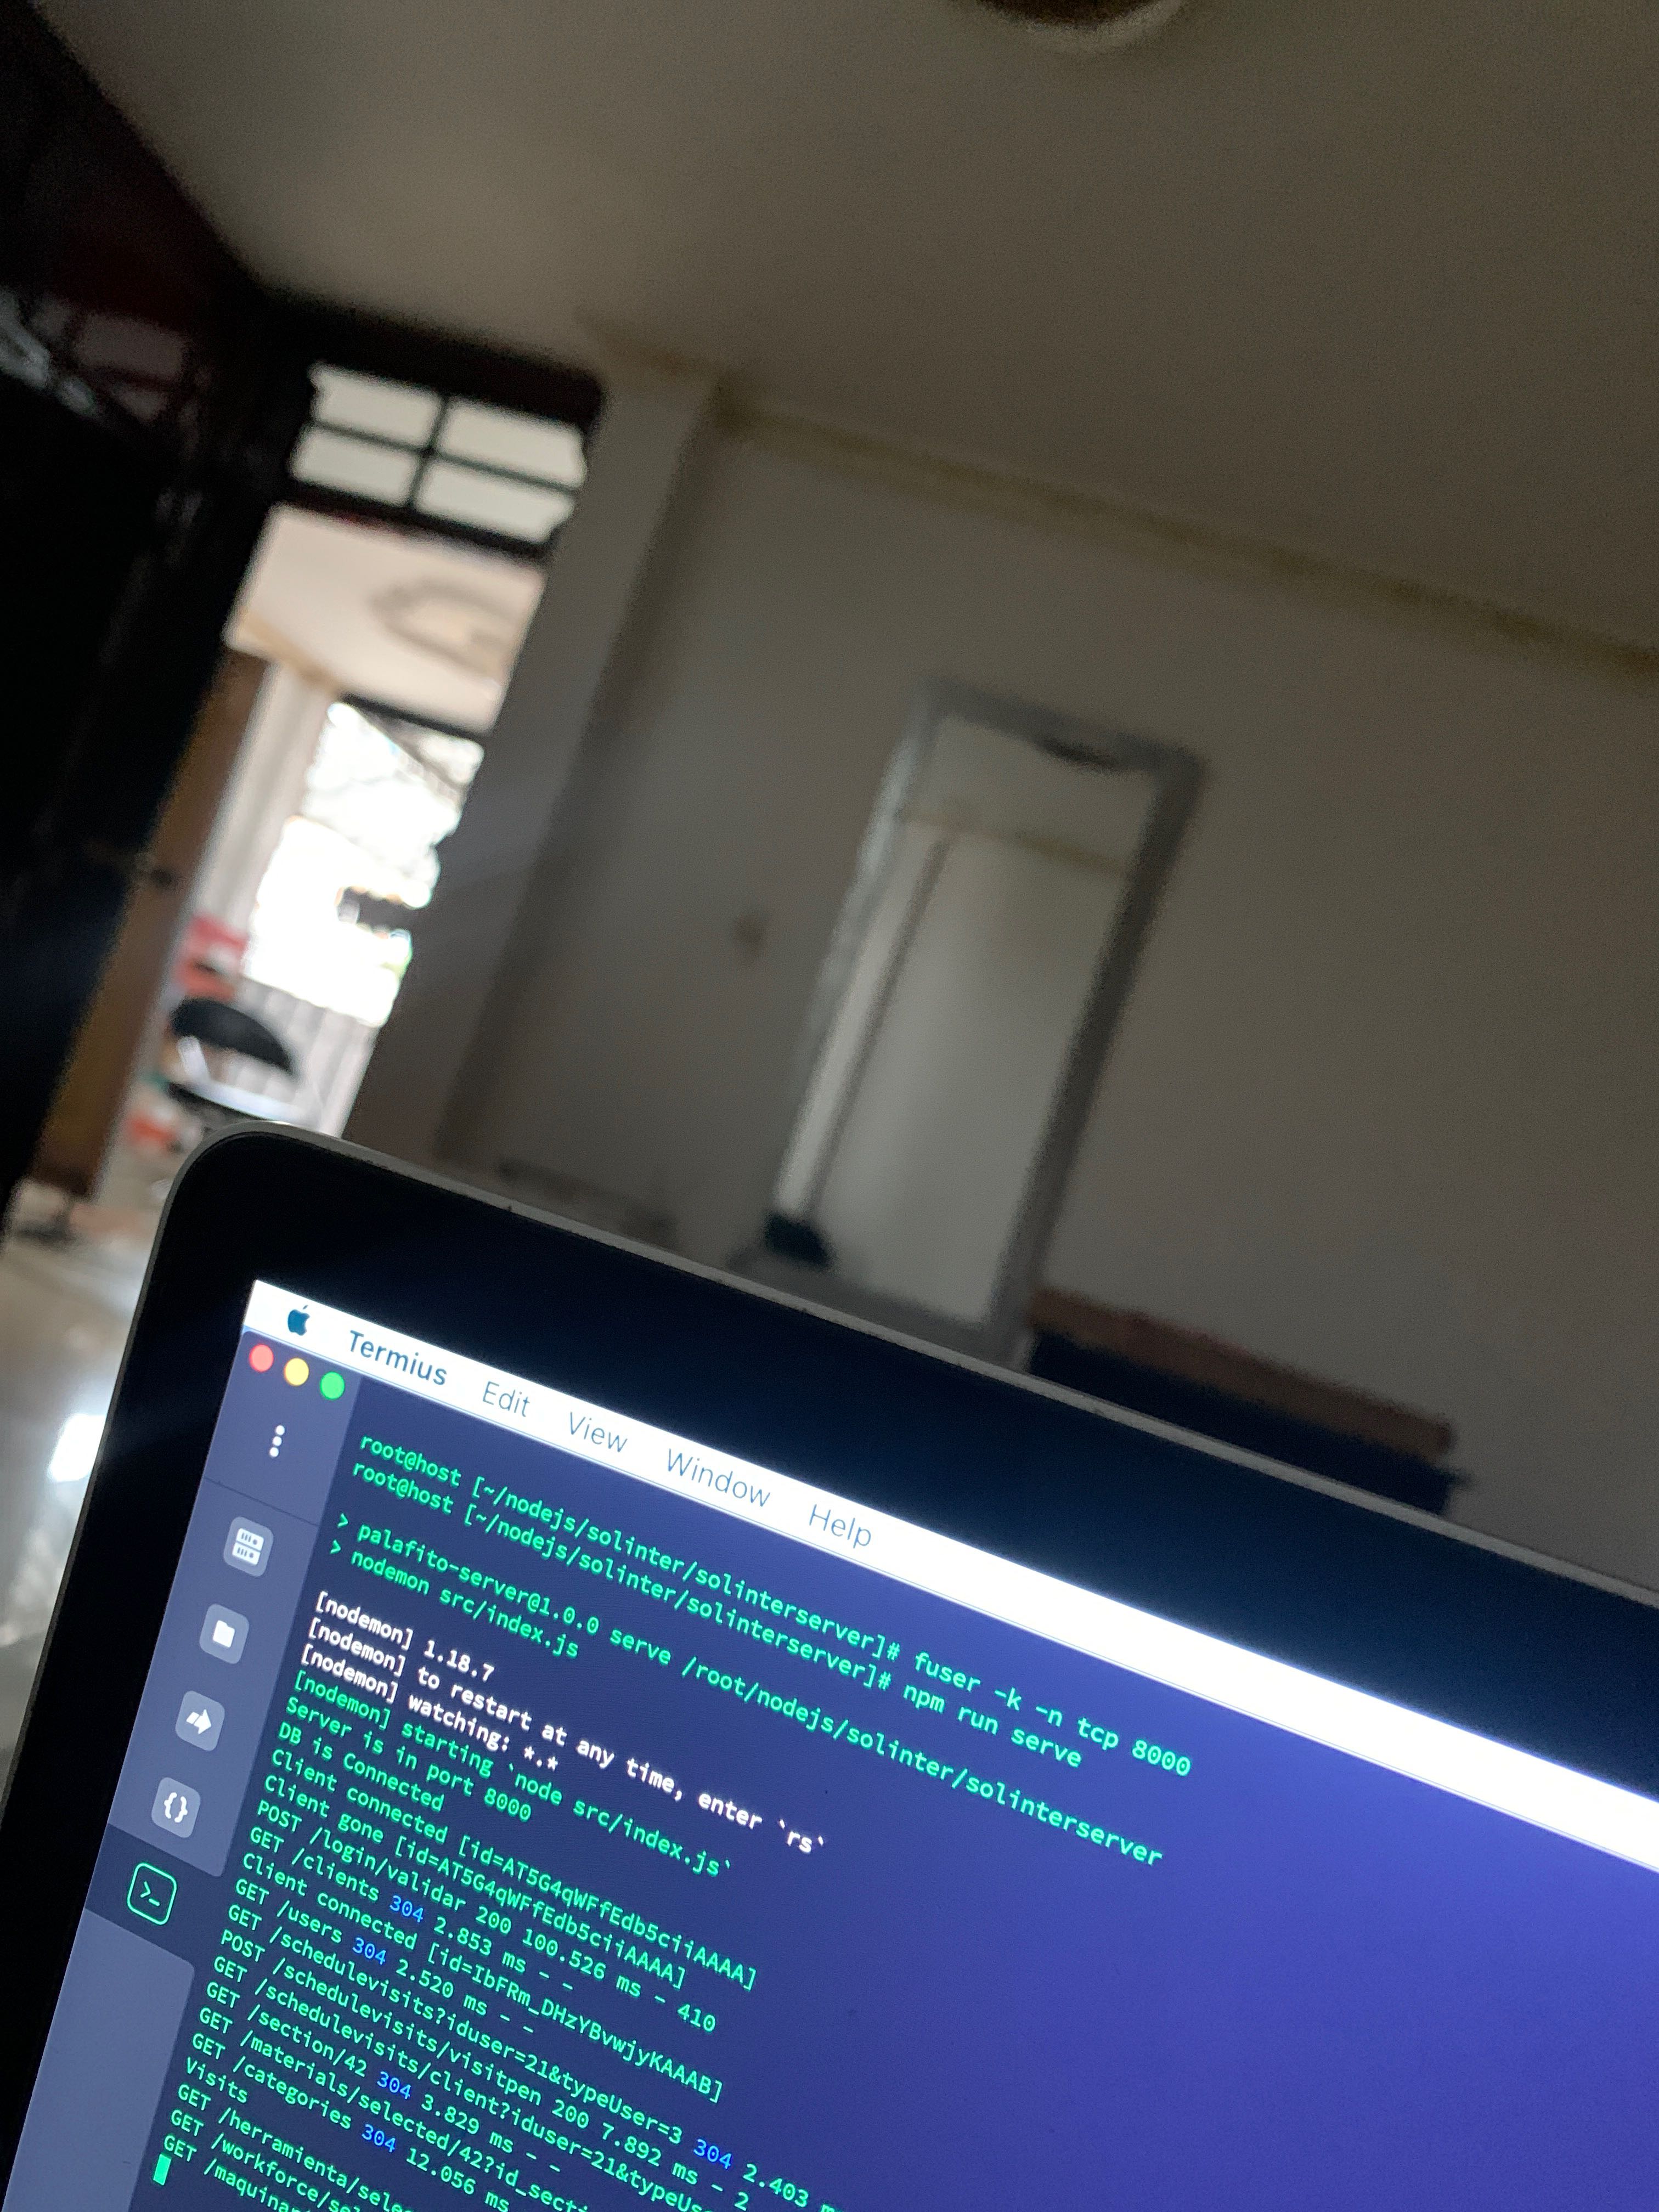 Termius Edit View Window Help
root@host [~/nodejs/solinter/solinterserver]# fuser -k -n tcp 8000
root@host [~/nodejs/solinter/solinterserver]# npm run serve
> palafito-server@1.0.0 serve /root/nodejs/solinter/solinterserver
> nodemon src/index.js
[nodemon] 1.18.7
[nodemon] to restart at any time, enter `rs`
[nodemon] watching: *.*
[nodemon] starting `node src/index.js`
Server is in port 8000
DB is Connected
Client connected [id=AT5G4qWFfEdb5ciiAAAA]
Client gone [id=AT5G4qWFfEdb5ciiAAAA]
POST /login/validar 200 100.526 ms - 410
GET /clients 304 2.853 ms - -
Client connected [id=IbFRm_DHzYBvwjyKAAAB]
GET /users 304 2.520 ms - -
GET /schedulevisits?iduser=21&typeUser=3 304 2.403
POST /schedulevisits/visitpen 200 7.892 ms - 2
GET /schedulevisits/client?iduser=21&typeUs
GET /section/42 304 3.829 ms - -
GET /materials/selected/42?id_secti
GET /categories 304 12.056 ms
Visits
GET /herramienta/selec
GET /workforce/sel
GET /maquinar